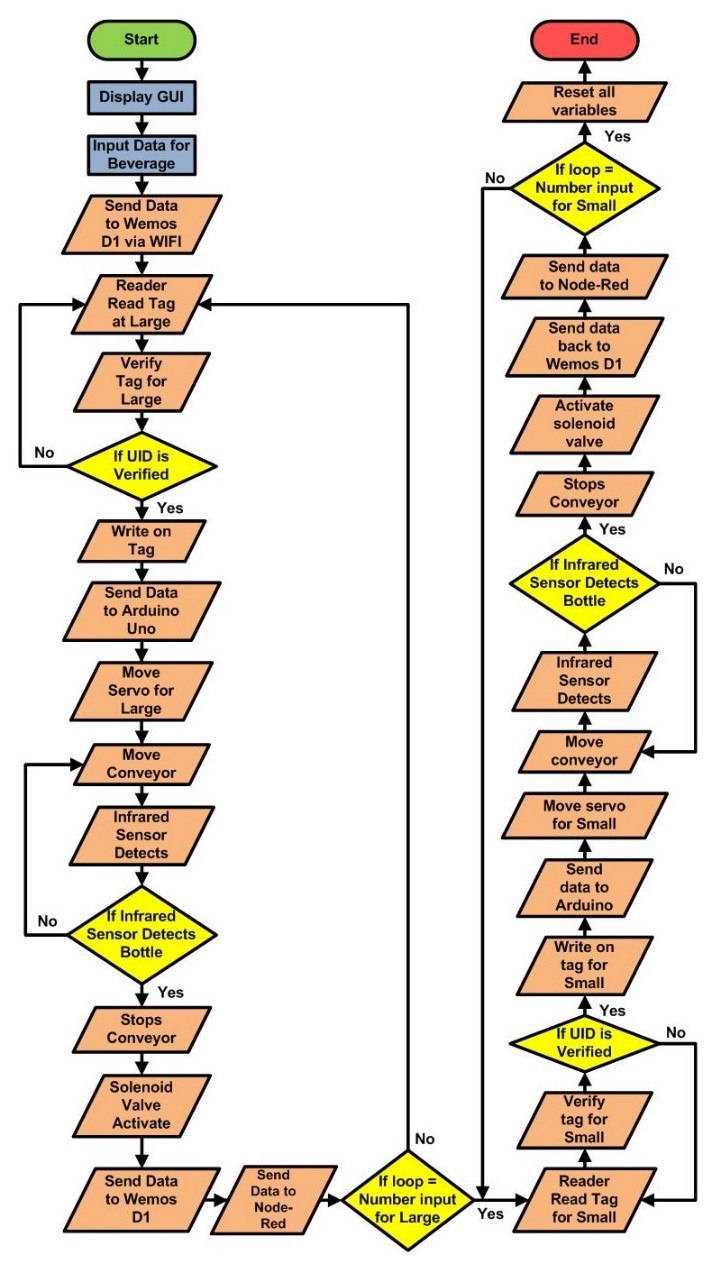 Start
Display GUI
Input Data for
Beverage
Send Data
to Wemos
D1 via WIFI
Reader
Read Tag
at Large
Verify
Tag for
Large
No
If UID is
Verified
Yes
Write on
Tag
Send Data
to Arduino
Uno
Move
Servo for
Large
Move
Conveyor
Infrared
Sensor
Detects
No
If Infrared
Sensor Detects
Bottle
Yes
Stops
Conveyor
Solenoid
Valve
Activate
Send Data
to Wemos
D1
Send
Data to
Node-
Red
No
If loop =
Number input
for Large
Yes
Reader
Read Tag
for Small
Verify
tag for
Small
If UID is
Verified
No
Yes
Write on
tag for
Small
Send
data to
Arduino
Move servo
for Small
Move
conveyor
Infrared
Sensor
Detects
If Infrared
Sensor Detects
Bottle
No
Yes
Stops
Conveyor
Activate
solenoid
valve
Send data
back to
Wemos D1
Send data
to Node-Red
If loop =
Number input
for Small
No
Yes
Reset all
variables
End